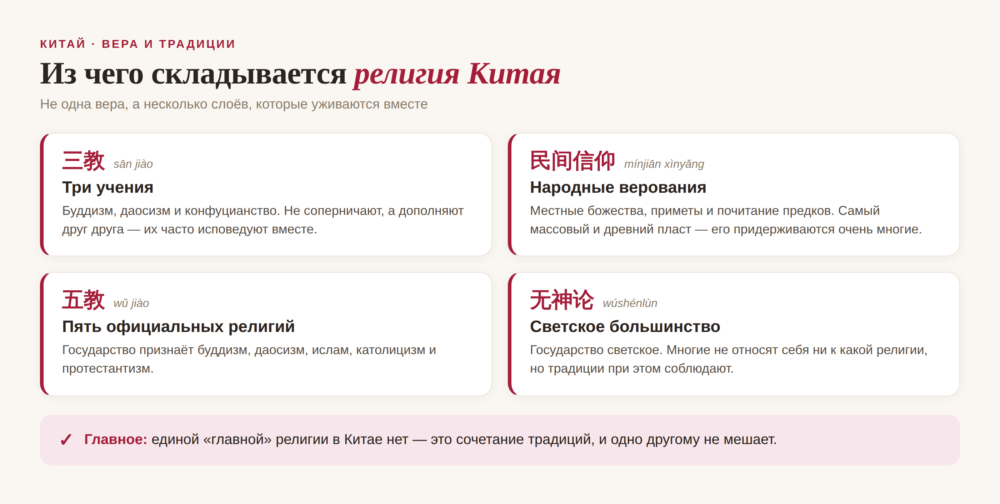 КИТАЙ · ВЕРА И ТРАДИЦИИ
Из чего складывается религия Китая
Не одна вера, а несколько слоёв, которые уживаются вместе
三教 sān jiào
Три учения
Буддизм, даосизм и конфуцианство. Не соперничают, а дополняют
друг друга — их часто исповедуют вместе.
民间信仰 mínjiān xìnyǎng
Народные верования
Местные божества, приметы и почитание предков. Самый
массовый и древний пласт — его придерживаются очень многие.
五教 wǔ jiào
Пять официальных религий
Государство признаёт буддизм, даосизм, ислам, католицизм и
протестантизм.
无神论 wúshénlùn
Светское большинство
Государство светское. Многие не относят себя ни к какой религии,
но традиции при этом соблюдают.
✓ Главное: единой «главной» религии в Китае нет — это сочетание традиций, и одно другому не мешает.